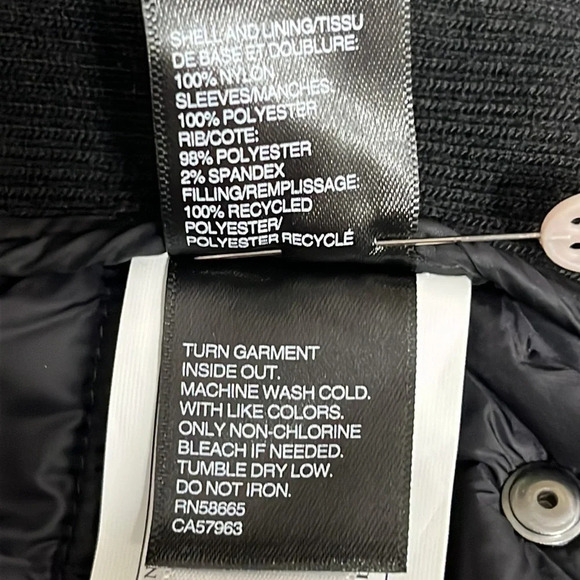 SHELL AND LINING/TISSU
DE BASE ET DOUBLURE:
100% NYLON
SLEEVES/MANCHES:
100% POLYESTER
RIB/COTE:
98% POLYESTER
2% SPANDEX
FILLING/REMPLISSAGE:
100% RECYCLED
POLYESTER/
POLYESTER RECYCLÉ
TURN GARMENT
INSIDE OUT.
MACHINE WASH COLD.
WITH LIKE COLORS.
ONLY NON-CHLORINE
BLEACH IF NEEDED.
TUMBLE DRY LOW.
DO NOT IRON.
RN58665
CA57963